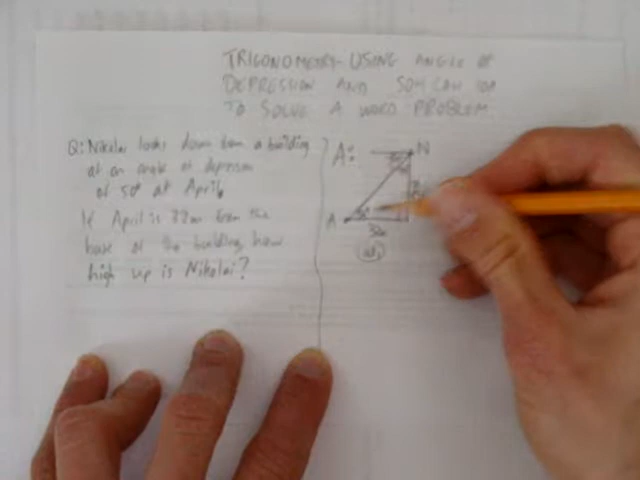 TRIGONOMETRY- USING ANGLE OF
DEPRESSION AND SOH CAH TOA
TO SOLVE A WORD PROBLEM
Q: Nikolai looks down from a building
at an angle of depression
of 50° at April.
If April is 32m from the
base of the building, how
high up is Nikolai?
A:
N
50°
A
32m